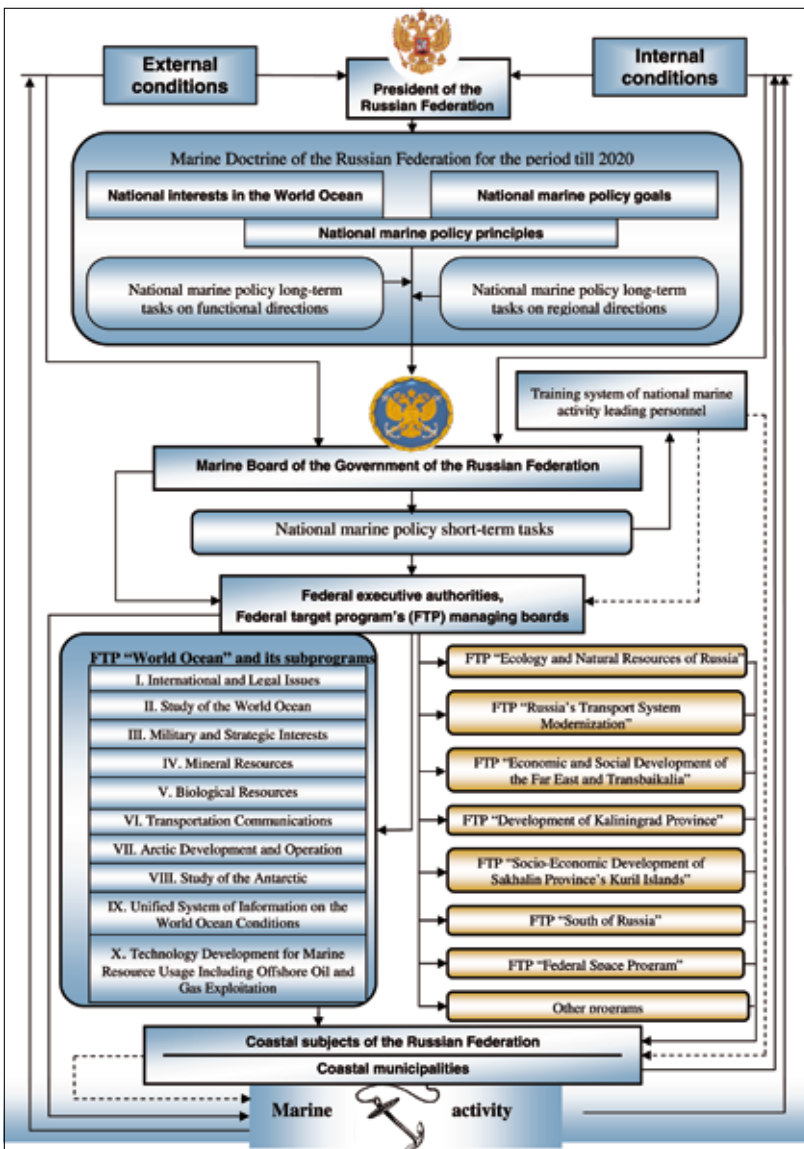 External
conditions
Internal
conditions
President of the
Russian Federation
Marine Doctrine of the Russian Federation for the period till 2020
National interests in the World Ocean
National marine policy goals
National marine policy principles
National marine policy long-term
tasks on functional directions
National marine policy long-term
tasks on regional directions
Training system of national marine
activity leading personnel
Marine Board of the Government of the Russian Federation
National marine policy short-term tasks
Federal executive authorities,
Federal target program's (FTP) managing boards
FTP "World Ocean" and its subprograms
I. International and Legal Issues
II. Study of the World Ocean
III. Military and Strategic Interests
IV. Mineral Resources
V. Biological Resources
VI. Transportation Communications
VII. Arctic Development and Operation
VIII. Study of the Antarctic
IX. Unified System of Information on the
World Ocean Conditions
X. Technology Development for Marine
Resource Usage Including Offshore Oil and
Gas Exploitation
FTP "Ecology and Natural Resources of Russia"
FTP "Russia's Transport System
Modernization"
FTP "Economic and Social Development of
the Far East and Transbaikalia"
FTP "Development of Kaliningrad Province"
FTP "Socio-Economic Development of
Sakhalin Province's Kuril Islands"
FTP "South of Russia"
FTP "Federal Space Program"
Other programs
Coastal subjects of the Russian Federation
Coastal municipalities
Marine activity